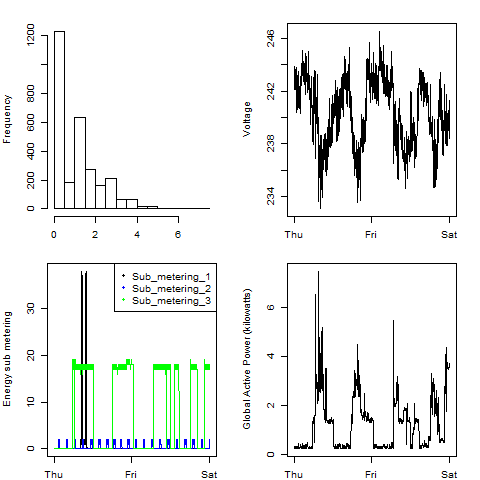 Frequency
1200
800
600
400
200
0
0 2 4 6
Voltage
246
242
238
234
Thu Fri Sat
Energy sub metering
30
20
10
0
Thu Fri Sat
Sub_metering_1
Sub_metering_2
Sub_metering_3
Global Active Power (kilowatts)
6
4
2
0
Thu Fri Sat